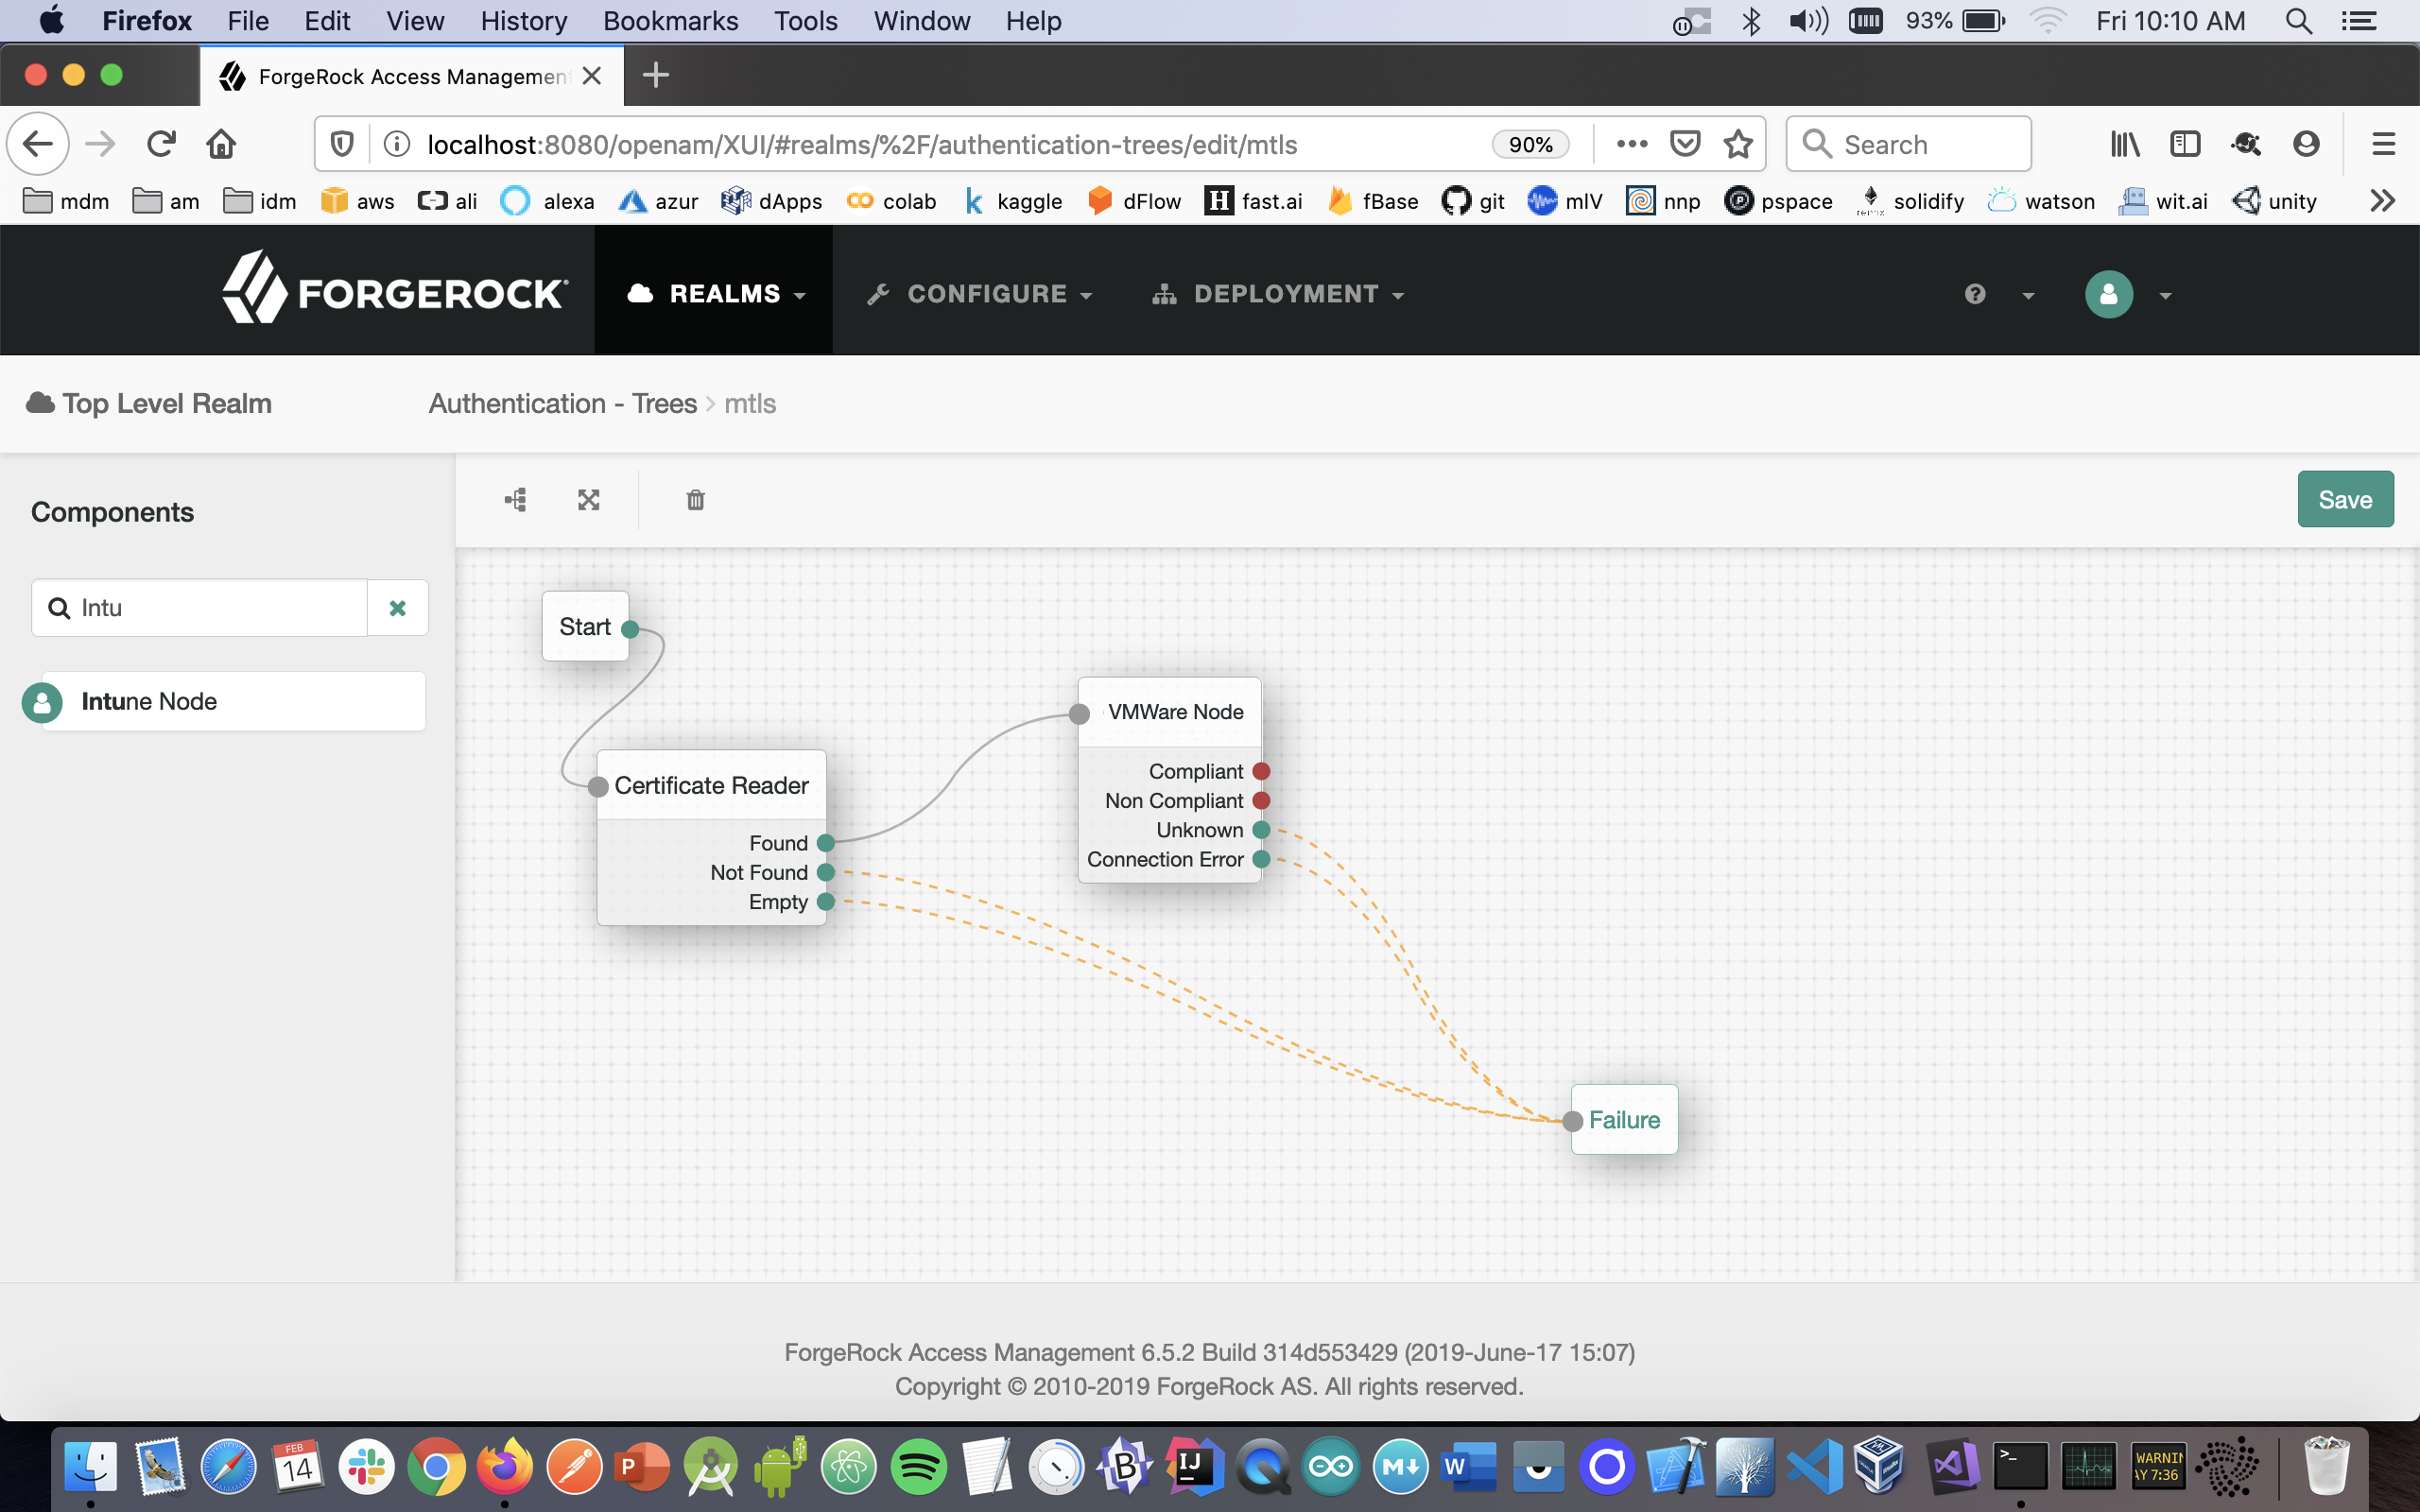 Firefox File Edit View History Bookmarks Tools Window Help 93% Fri 10:10 AM
ForgeRock Access Managemen
localhost:8080/openam/XUI/#realms/%2F/authentication-trees/edit/mtls 90% Search
mdm am idm aws ali alexa azur dApps colab kaggle dFlow H fast.ai fBase git mlV nnp pspace solidify watson wit.ai unity
FORGEROCK REALMS CONFIGURE DEPLOYMENT
Top Level Realm Authentication - Trees > mtls
Components
Save
Intu
Intune Node
Start
VMWare Node
Compliant
Non Compliant
Unknown
Connection Error
Certificate Reader
Found
Not Found
Empty
Failure
ForgeRock Access Management 6.5.2 Build 314d553429 (2019-June-17 15:07)
Copyright © 2010-2019 ForgeRock AS. All rights reserved.
FEB
14
P
B
IJ
M
W
>_
WARNIN
AY 7:36